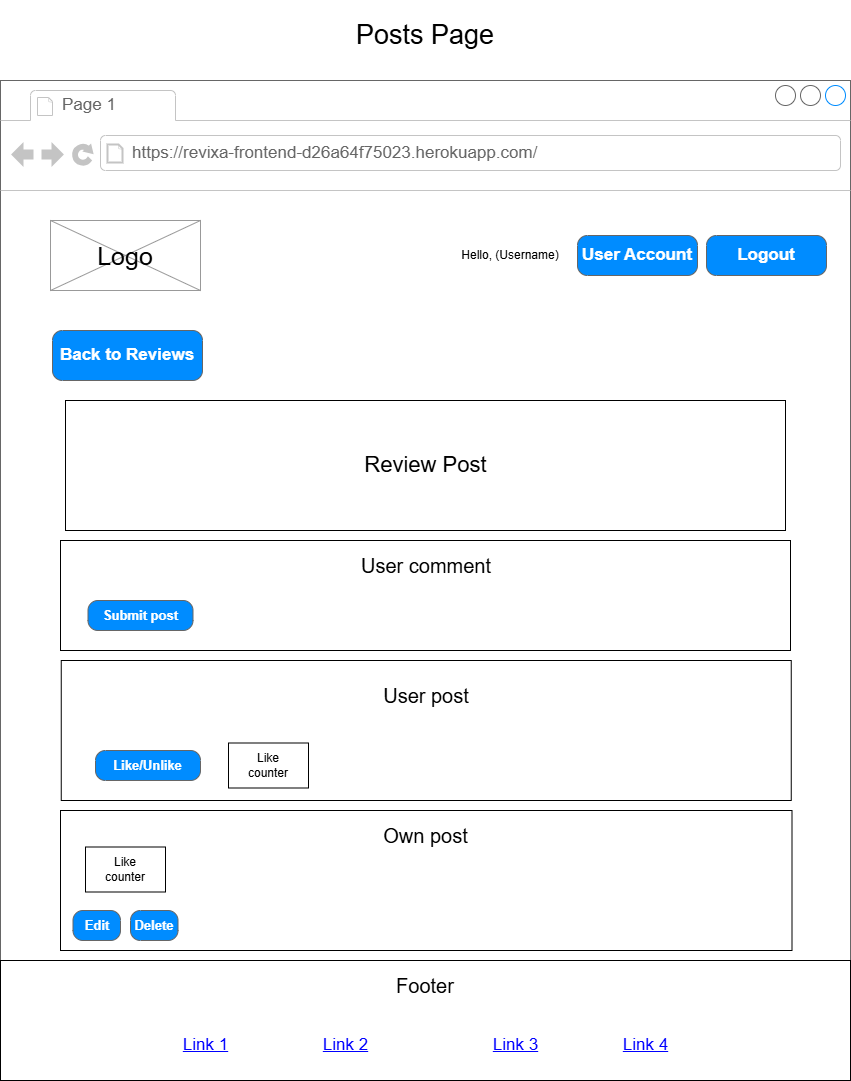 Posts Page
Page 1
https://revixa-frontend-d26a64f75023.herokuapp.com/
Logo
Hello, (Username)
User Account
Logout
Back to Reviews
Review Post
User comment
Submit post
User post
Like/Unlike
Like
counter
Own post
Like
counter
Edit
Delete
Footer
Link 1
Link 2
Link 3
Link 4